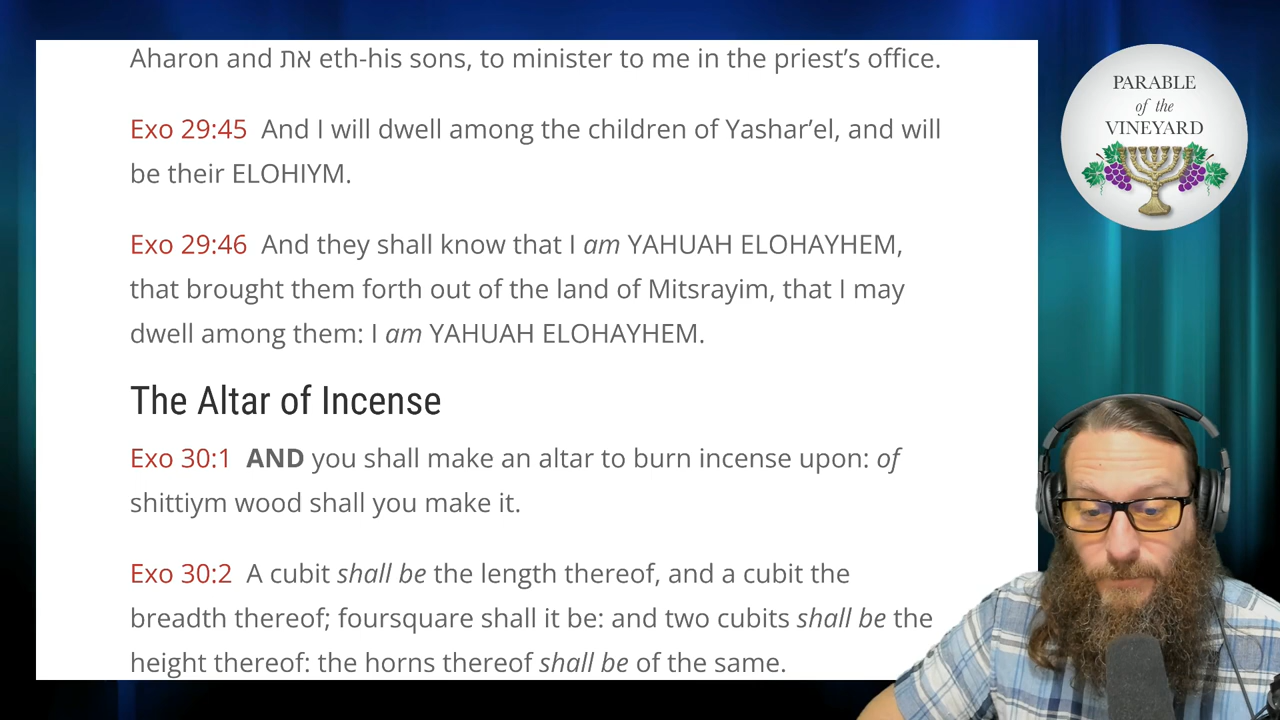 Aharon and את eth-his sons, to minister to me in the priest’s office.
Exo 29:45 And I will dwell among the children of Yashar’el, and will
be their ELOHIYM.
Exo 29:46 And they shall know that I am YAHUAH ELOHAYHEM,
that brought them forth out of the land of Mitsrayim, that I may
dwell among them: I am YAHUAH ELOHAYHEM.
The Altar of Incense
Exo 30:1 AND you shall make an altar to burn incense upon: of
shittiym wood shall you make it.
Exo 30:2 A cubit shall be the length thereof, and a cubit the
breadth thereof; foursquare shall it be: and two cubits shall be the
height thereof: the horns thereof shall be of the same.
PARABLE
of the
VINEYARD